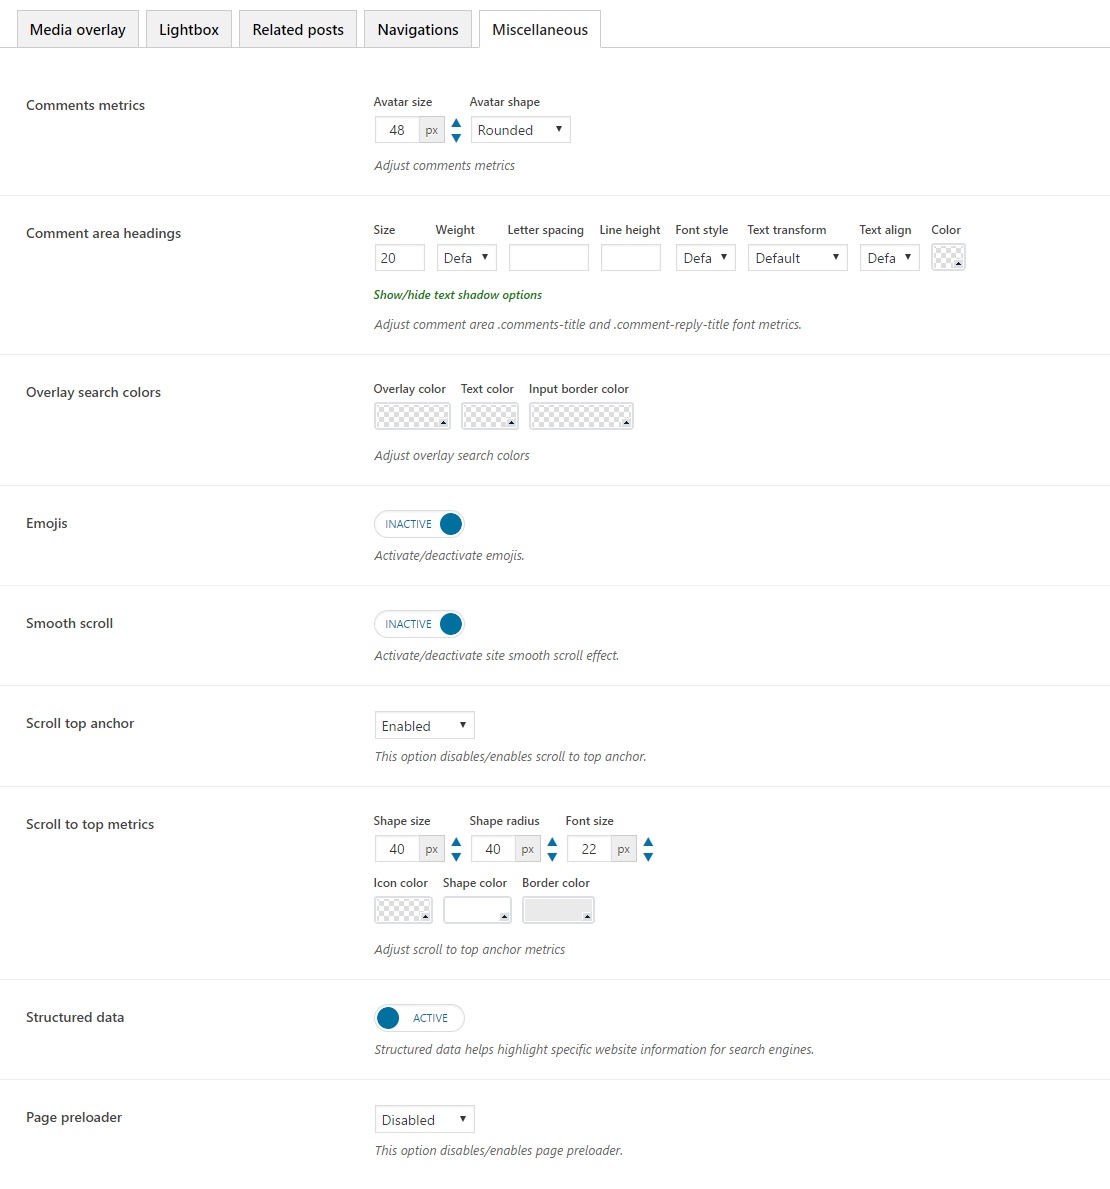 Media overlay Lightbox Related posts Navigations Miscellaneous
Comments metrics
Avatar size Avatar shape
48 px Rounded
Adjust comments metrics
Comment area headings
Size Weight Letter spacing Line height Font style Text transform Text align Color
20 Defa Defa Default Defa
Show/hide text shadow options
Adjust comment area .comments-title and .comment-reply-title font metrics.
Overlay search colors
Overlay color Text color Input border color
Adjust overlay search colors
Emojis
INACTIVE
Activate/deactivate emojis.
Smooth scroll
INACTIVE
Activate/deactivate site smooth scroll effect.
Scroll top anchor
Enabled
This option disables/enables scroll to top anchor.
Scroll to top metrics
Shape size Shape radius Font size
40 px 40 px 22 px
Icon color Shape color Border color
Adjust scroll to top anchor metrics
Structured data
ACTIVE
Structured data helps highlight specific website information for search engines.
Page preloader
Disabled
This option disables/enables page preloader.